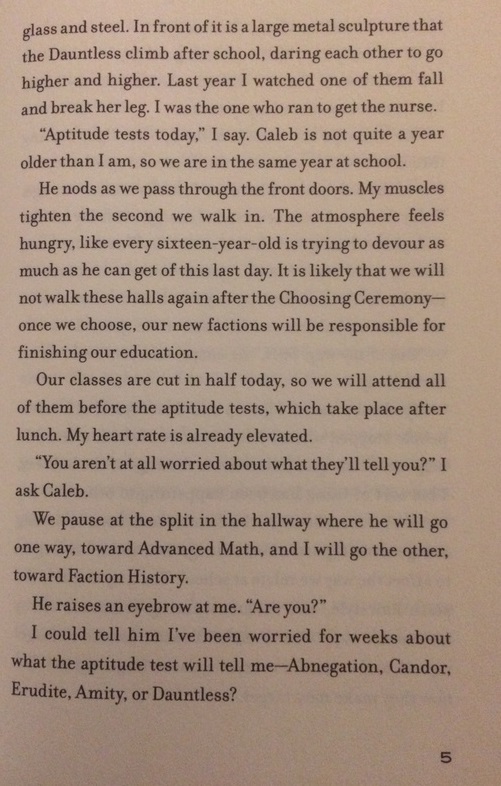 glass and steel. In front of it is a large metal sculpture that
the Dauntless climb after school, daring each other to go
higher and higher. Last year I watched one of them fall
and break her leg. I was the one who ran to get the nurse.
“Aptitude tests today,” I say. Caleb is not quite a year
older than I am, so we are in the same year at school.
He nods as we pass through the front doors. My muscles
tighten the second we walk in. The atmosphere feels
hungry, like every sixteen-year-old is trying to devour as
much as he can get of this last day. It is likely that we will
not walk these halls again after the Choosing Ceremony—
once we choose, our new factions will be responsible for
finishing our education.
Our classes are cut in half today, so we will attend all
of them before the aptitude tests, which take place after
lunch. My heart rate is already elevated.
“You aren’t at all worried about what they’ll tell you?” I
ask Caleb.
We pause at the split in the hallway where he will go
one way, toward Advanced Math, and I will go the other,
toward Faction History.
He raises an eyebrow at me. “Are you?”
I could tell him I’ve been worried for weeks about
what the aptitude test will tell me—Abnegation, Candor,
Erudite, Amity, or Dauntless?
5